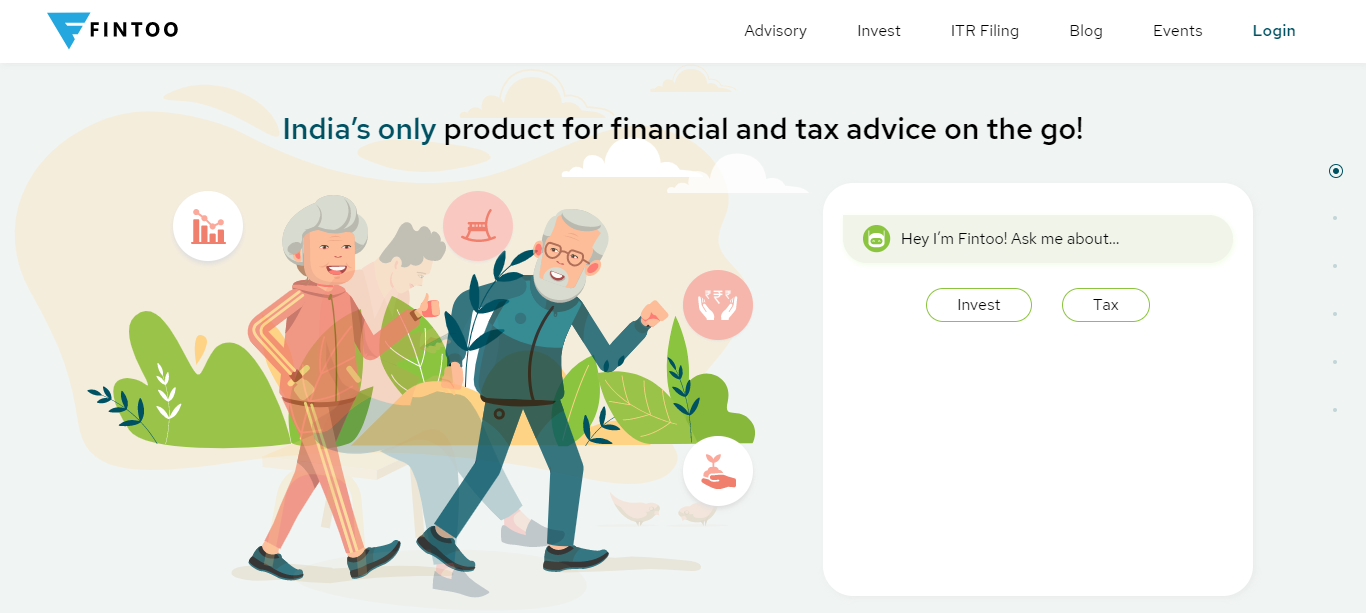 FINTOO
Advisory
Invest
ITR Filing
Blog
Events
Login
India’s only product for financial and tax advice on the go!
Hey I’m Fintoo! Ask me about...
Invest
Tax